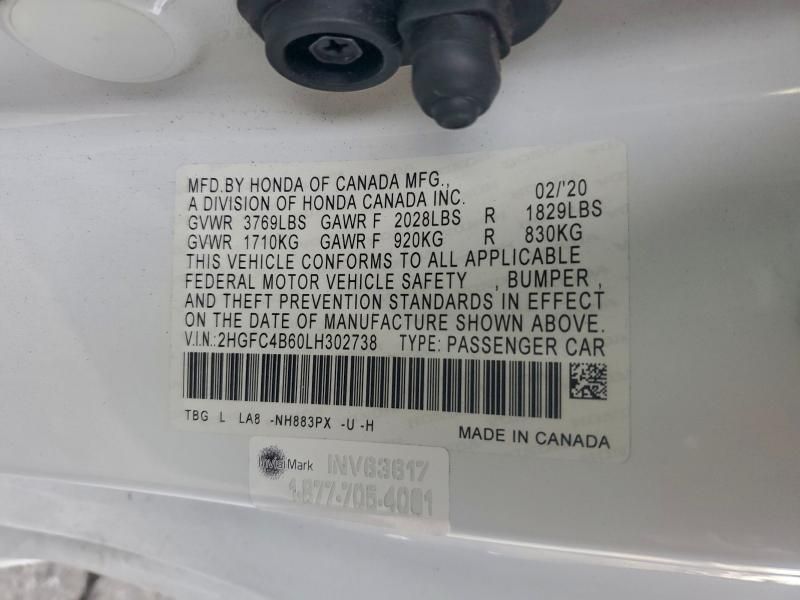 MFD.BY HONDA OF CANADA MFG.,
A DIVISION OF HONDA CANADA INC. 02/'20
GVWR 3769LBS GAWR F 2028LBS R 1829LBS
GVWR 1710KG GAWR F 920KG R 830KG
THIS VEHICLE CONFORMS TO ALL APPLICABLE
FEDERAL MOTOR VEHICLE SAFETY , BUMPER ,
AND THEFT PREVENTION STANDARDS IN EFFECT
ON THE DATE OF MANUFACTURE SHOWN ABOVE.
V.I.N.:2HGFC4B60LH302738 TYPE: PASSENGER CAR
TBG L LA8 -NH883PX -U -H
MADE IN CANADA
Mark INV63617
1-877-705-4001